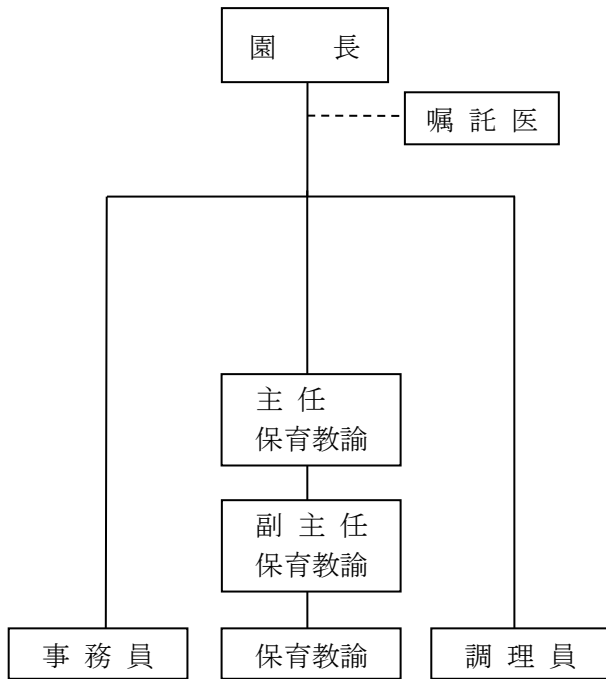 園　　長
嘱 託 医
主 任
保育教諭
副 主 任
保育教諭
事 務 員
保育教諭
調 理 員